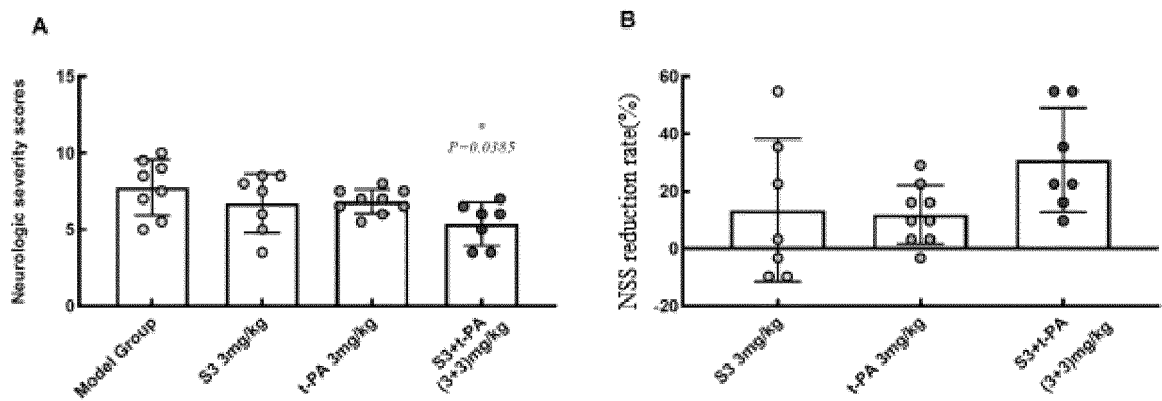 A
Neurologic severity scores
15
10
5
0
*
P=0.0385
Model Group
S3 3mg/kg
t-PA 3mg/kg
S3+t-PA
(3+3)mg/kg
B
NSS reduction rate(%)
60
40
20
0
-20
S3 3mg/kg
t-PA 3mg/kg
S3+t-PA
(3+3)mg/kg